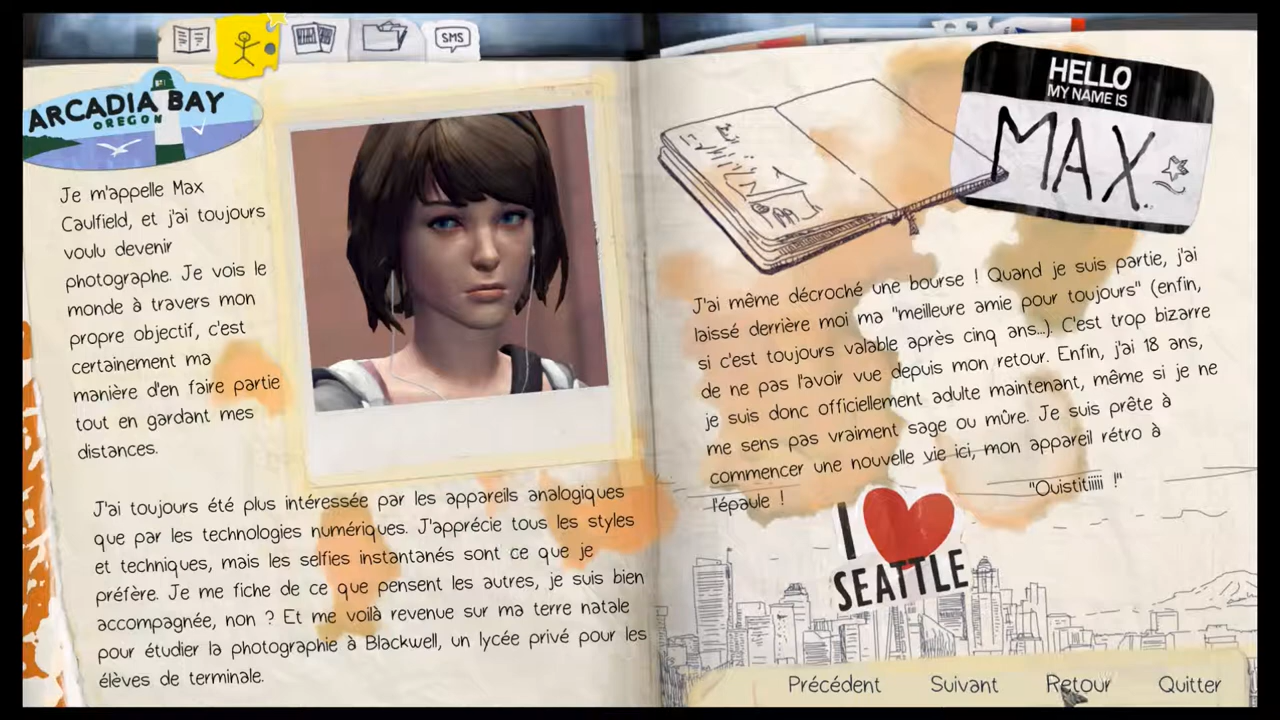 SMS
ARCADIA BAY
OREGON
Je m'appelle Max
Caulfield, et j'ai toujours
voulu devenir
photographe. Je vois le
monde à travers mon
propre objectif, c'est
certainement ma
manière d'en faire partie
tout en gardant mes
distances.
J'ai toujours été plus intéressée par les appareils analogiques
que par les technologies numériques. J'apprécie tous les styles
et techniques, mais les selfies instantanés sont ce que je
préfère. Je me fiche de ce que pensent les autres, je suis bien
accompagnée, non ? Et me voilà revenue sur ma terre natale
pour étudier la photographie à Blackwell, un lycée privé pour les
élèves de terminale.
HELLO
MY NAME IS
MAX.
J'ai même décroché une bourse ! Quand je suis partie, j'ai
laissé derrière moi ma "meilleure amie pour toujours" (enfin,
si c'est toujours valable après cinq ans...). C'est trop bizarre
de ne pas l'avoir vue depuis mon retour. Enfin, j'ai 18 ans,
je suis donc officiellement adulte maintenant, même si je ne
me sens pas vraiment sage ou mûre. Je suis prête à
commencer une nouvelle vie ici, mon appareil rétro à
l'épaule !
"Ouistitiiiii !"
I
SEATTLE
Précédent Suivant Retour Quitter